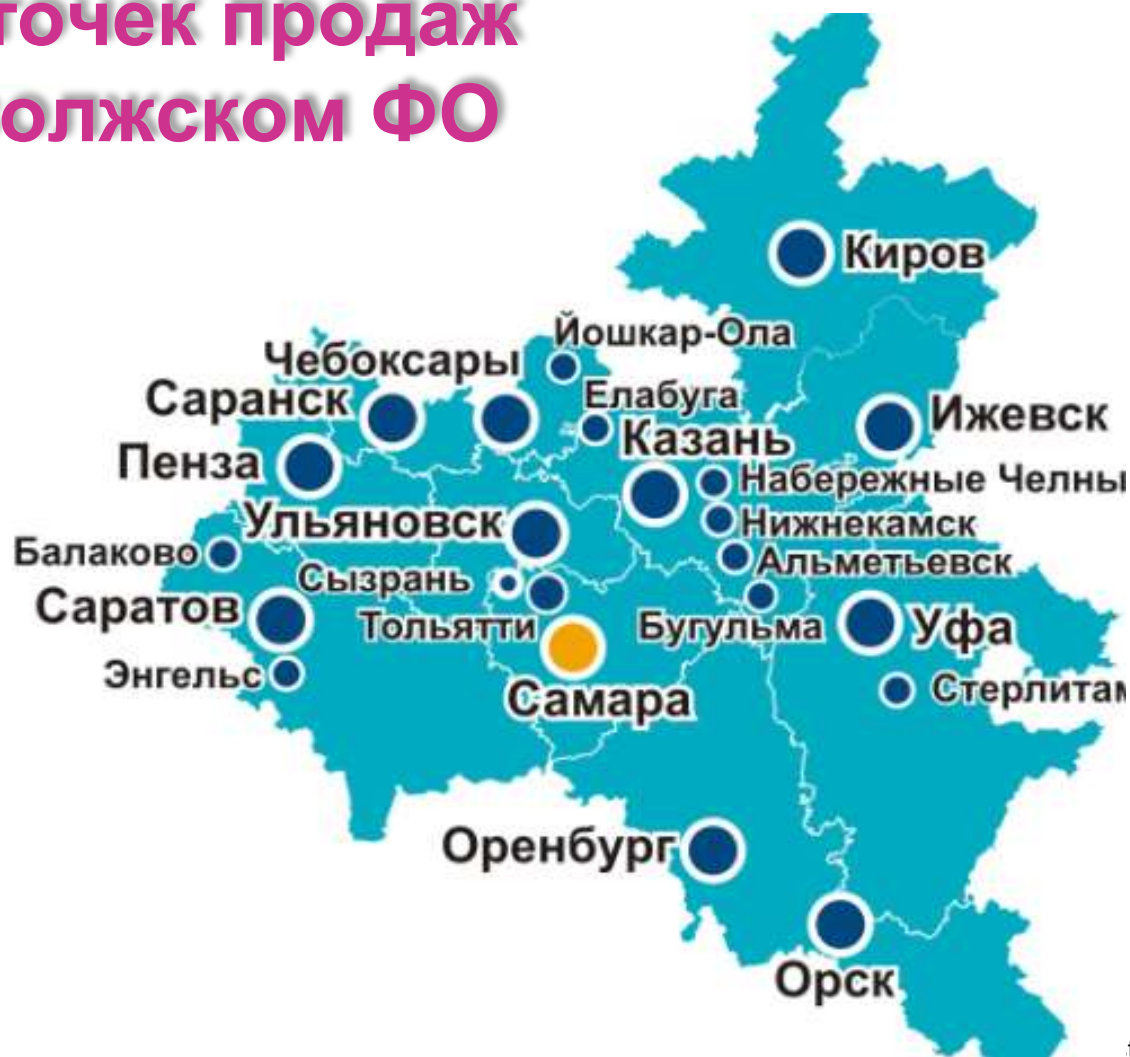 точек продаж
олжском ФО
Киров
Йошкар-Ола
Чебоксары
Елабуга
Саранск
Ижевск
Казань
Пенза
Набережные Челны
Ульяновск
Нижнекамск
Балаково
Альметьевск
Сызрань
Саратов
Тольятти
Бугульма
Уфа
Энгельс
Стерлитам
Самара
Оренбург
Орск